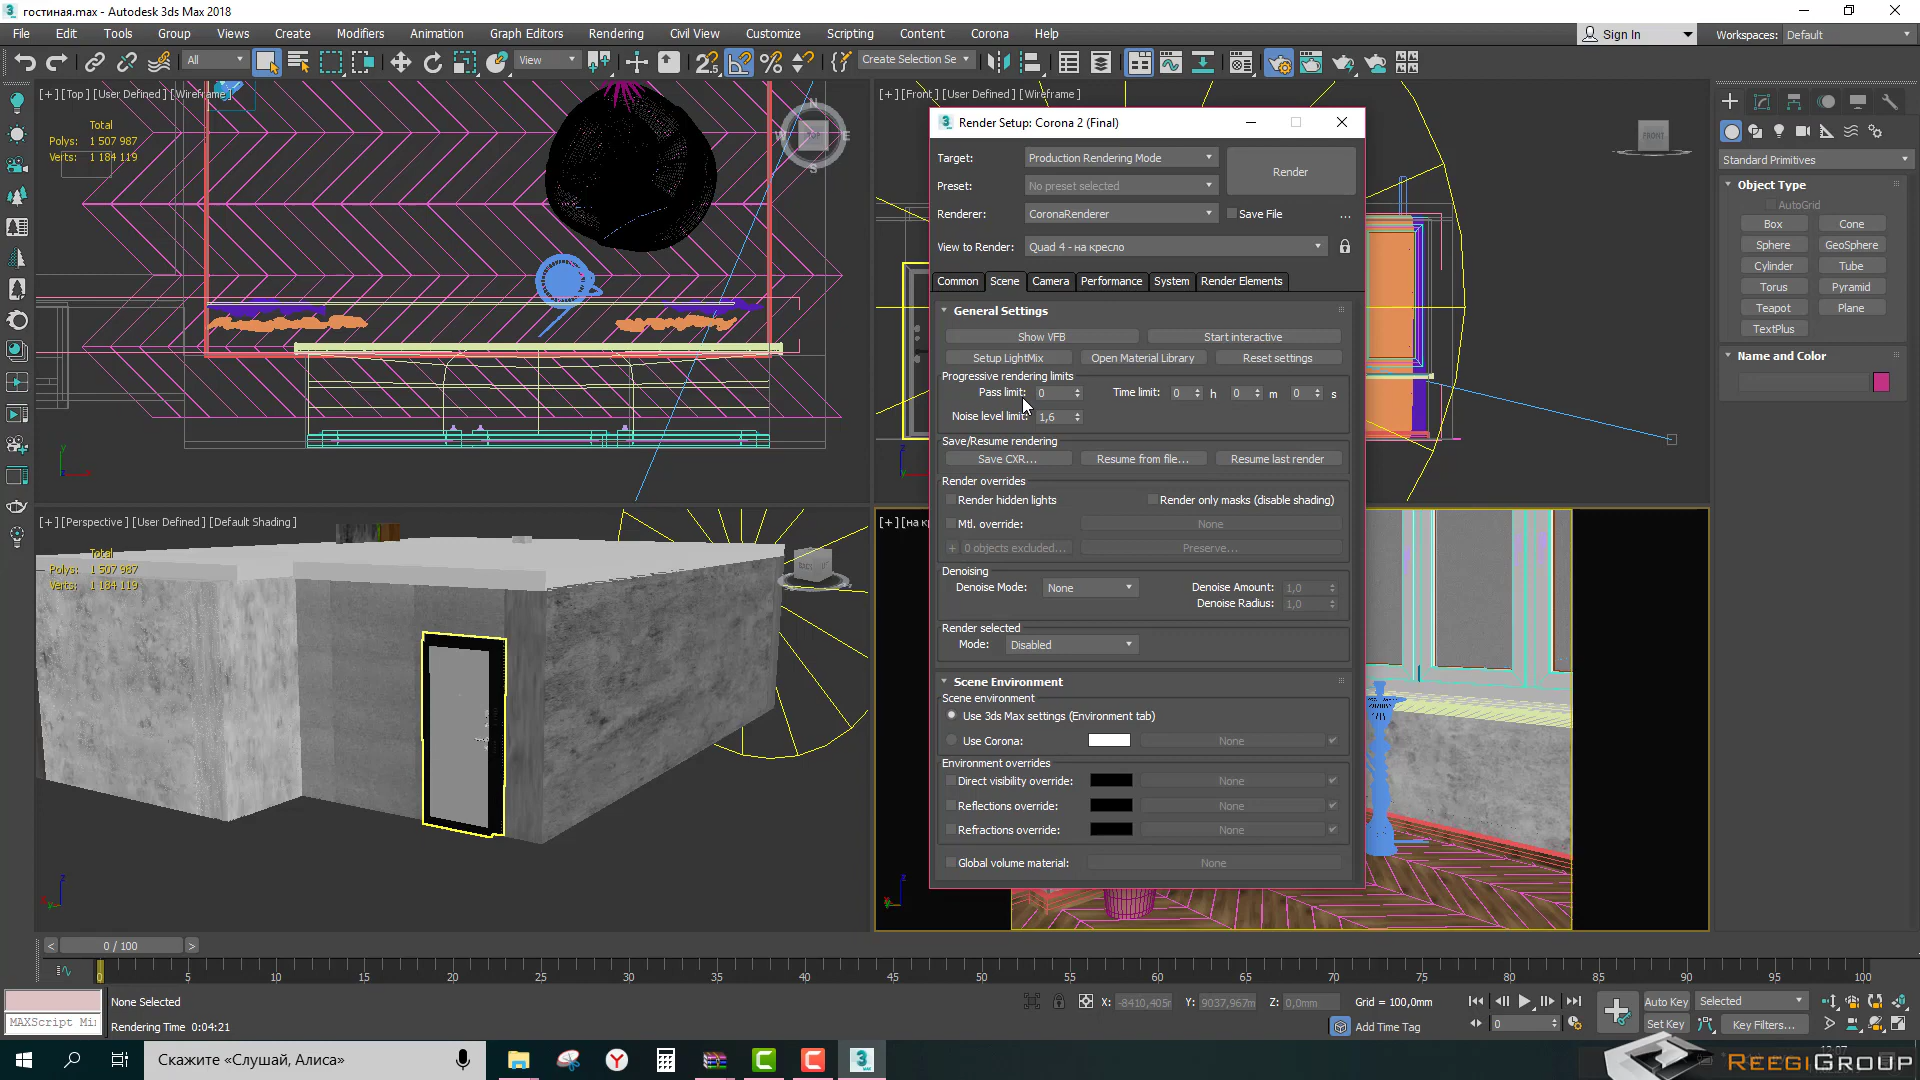 гостиная.max - Autodesk 3ds Max 2018
File Edit Tools Group Views Create Modifiers Animation Graph Editors Rendering Civil View Customize Scripting Content Corona Help
Sign In Workspaces: Default
All View Create Selection Se
[+] [Top ] [User Defined ] [Wireframe ]
Total
Polys: 1 507 987
Verts: 1 184 119
N
W TOP E
S
[+] [Front ] [User Defined ] [Wireframe ]
FRONT
Standard Primitives
Object Type
AutoGrid
Box Cone
Sphere GeoSphere
Cylinder Tube
Torus Pyramid
Teapot Plane
TextPlus
Name and Color
Render Setup: Corona 2 (Final)
Target: Production Rendering Mode
Render
Preset: No preset selected
Renderer: CoronaRenderer Save File ...
View to Render: Quad 4 - на кресло
Common Scene Camera Performance System Render Elements
General Settings
Show VFB Start interactive
Setup LightMix Open Material Library Reset settings
Progressive rendering limits
Pass limit: 0 Time limit: 0 h 0 m 0 s
Noise level limit: 1,6
Save/Resume rendering
Save CXR... Resume from file... Resume last render
Render overrides
Render hidden lights Render only masks (disable shading)
Mtl. override: None
+ 0 objects excluded... Preserve...
Denoising
Denoise Mode: None Denoise Amount: 1,0
Denoise Radius: 1,0
Render selected
Mode: Disabled
Scene Environment
Scene environment
Use 3ds Max settings (Environment tab)
Use Corona: None
Environment overrides
Direct visibility override: None
Reflections override: None
Refractions override: None
Global volume material: None
[+] [Perspective ] [User Defined ] [Default Shading ]
Total
Polys: 1 507 987
Verts: 1 184 119
[+] [на кр
0 / 100
0 5 10 15 20 25 30 35 40 45 50 55 60 65 70 75 80 85 90 95 100
None Selected
MAXScript Mi
Rendering Time 0:04:21
X: -8410,405m Y: 9037,967m Z: 0,0mm Grid = 100,0mm
Add Time Tag
0
Auto Key Selected
Set Key Key Filters...
Скажите «Слушай, Алиса»
REEGIGROUP